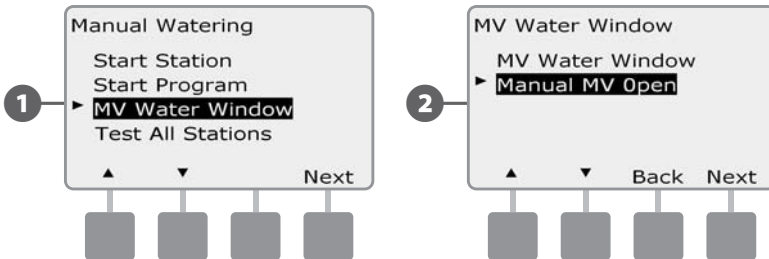 1
Manual Watering
Start Station
Start Program
► MV Water Window
Test All Stations
▲ ▼ Next
2
MV Water Window
MV Water Window
► Manual MV Open
▲ ▼ Back Next